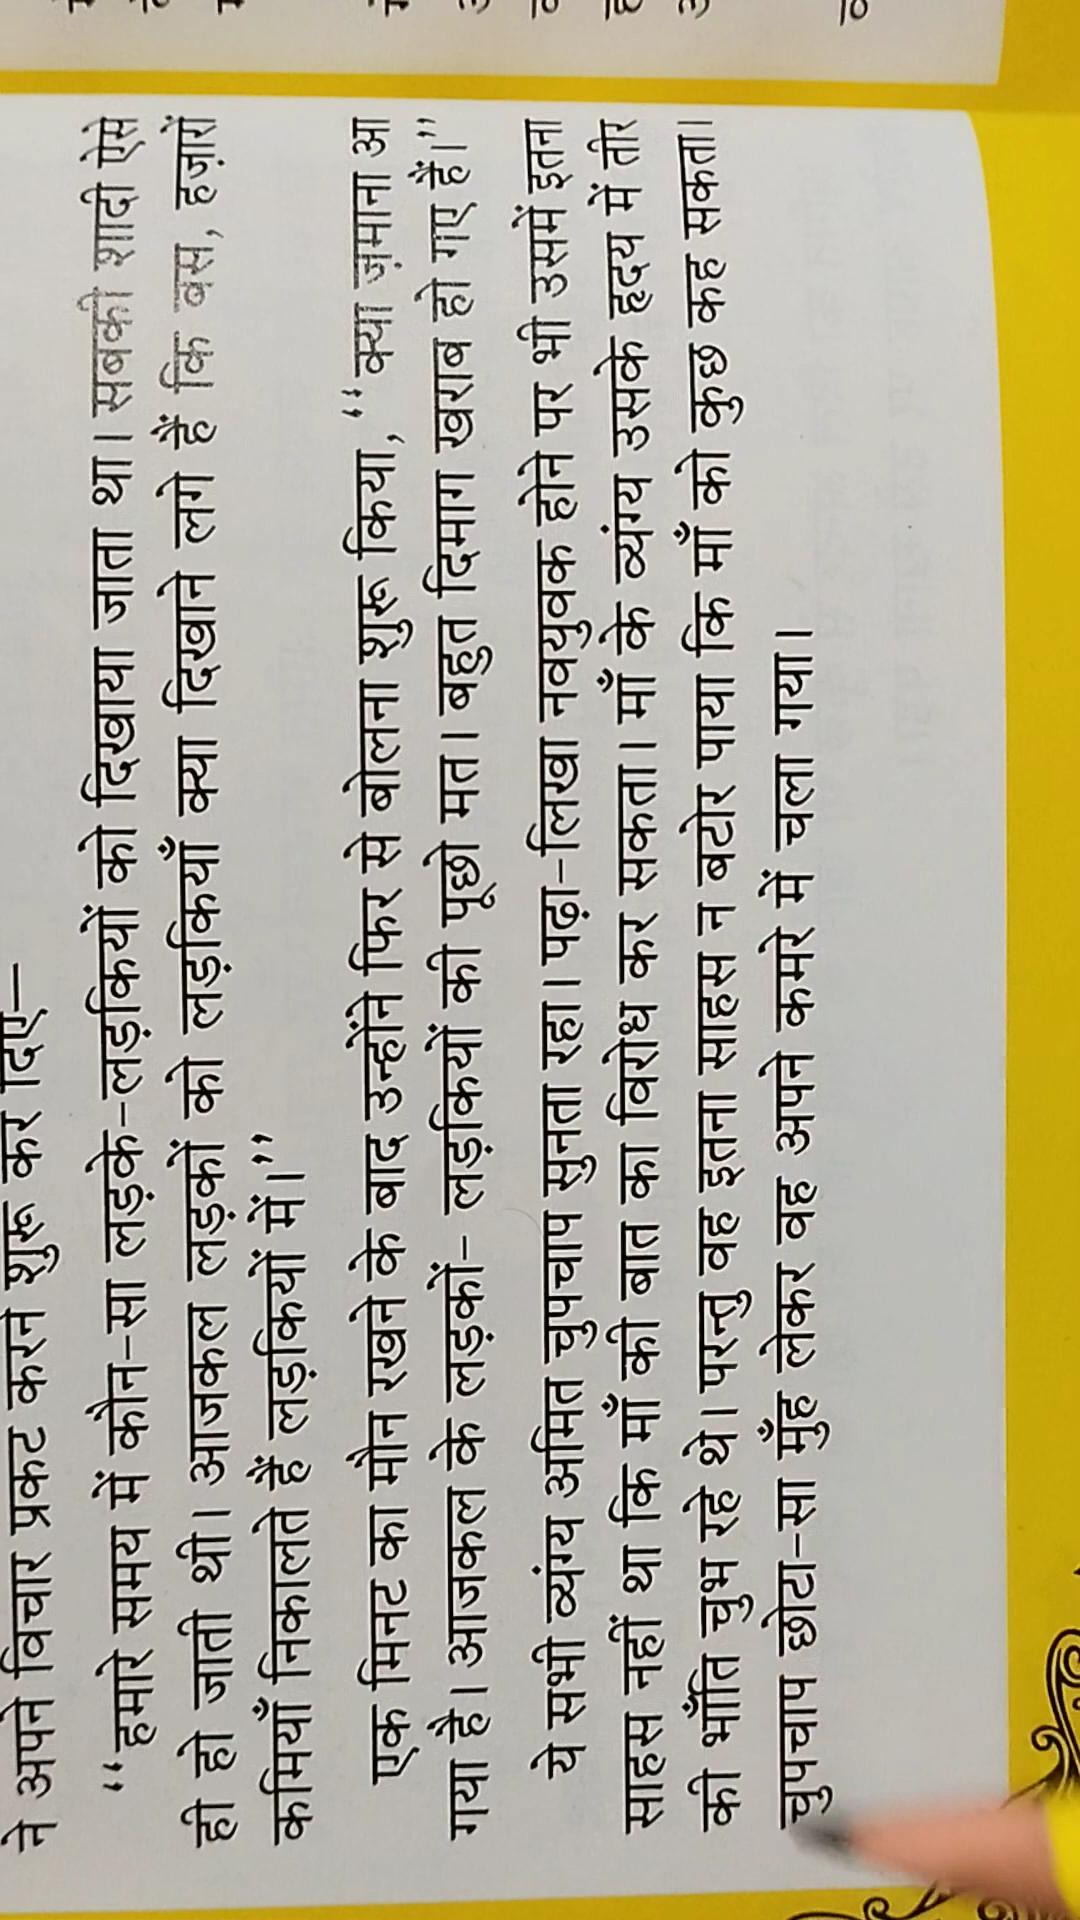 ने अपने विचार प्रकट करने शुरू कर दिए—
“हमारे समय में कौन-सा लड़के-लड़कियों को दिखाया जाता था। सबकी शादी ऐसे
ही हो जाती थी। आजकल लड़कों को लड़कियाँ क्या दिखाने लगे हैं कि बस, हज़ारों
कमियाँ निकालते हैं लड़कियों में।”
एक मिनट का मौन रखने के बाद उन्होंने फिर से बोलना शुरू किया, “क्या ज़माना आ
गया है। आजकल के लड़कों- लड़कियों की पूछो मत। बहुत दिमाग खराब हो गए हैं।”
ये सभी व्यंग्य अमित चुपचाप सुनता रहा। पढ़ा-लिखा नवयुवक होने पर भी उसमें इतना
साहस नहीं था कि माँ की बात का विरोध कर सकता। माँ के व्यंग्य उसके हृदय में तीर
की भाँति चुभ रहे थे। परन्तु वह इतना साहस न बटोर पाया कि माँ को कुछ कह सकता।
चुपचाप छोटा-सा मुँह लेकर वह अपने कमरे में चला गया।